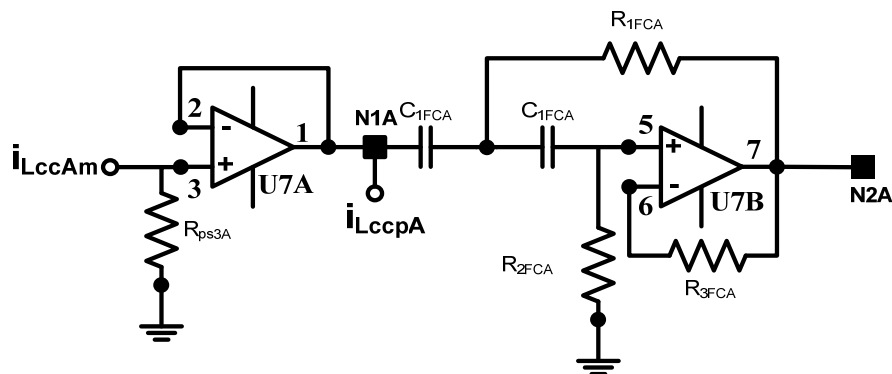 R1FCA
2
1
N1A
C1FCA
C1FCA
5
7
-
+
+
-
iLccAm
3
U7A
6
U7B
N2A
iLccpA
Rps3A
R2FCA
R3FCA